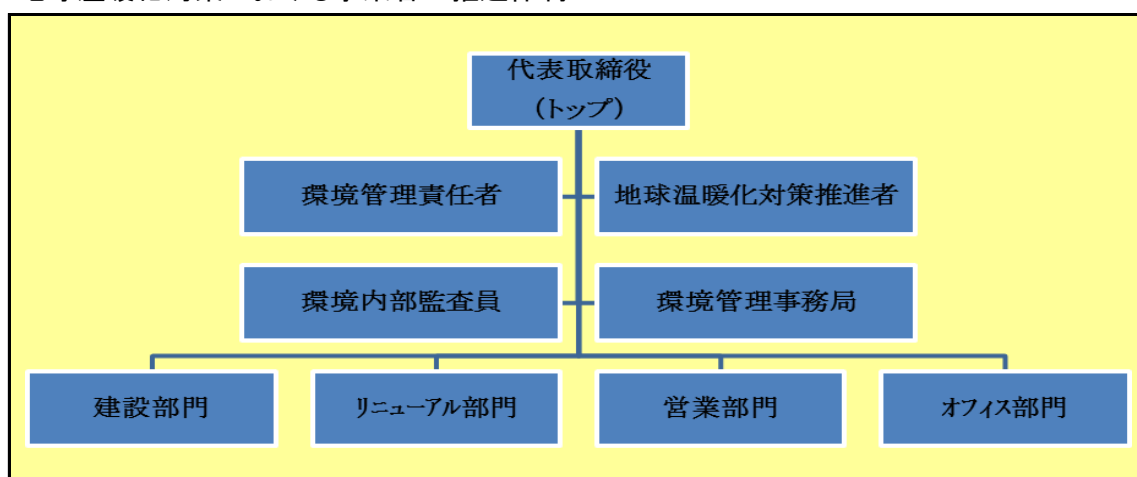 代表取締役
(トップ)
環境管理責任者
地球温暖化対策推進者
環境内部監査員
環境管理事務局
建設部門
リニューアル部門
営業部門
オフィス部門